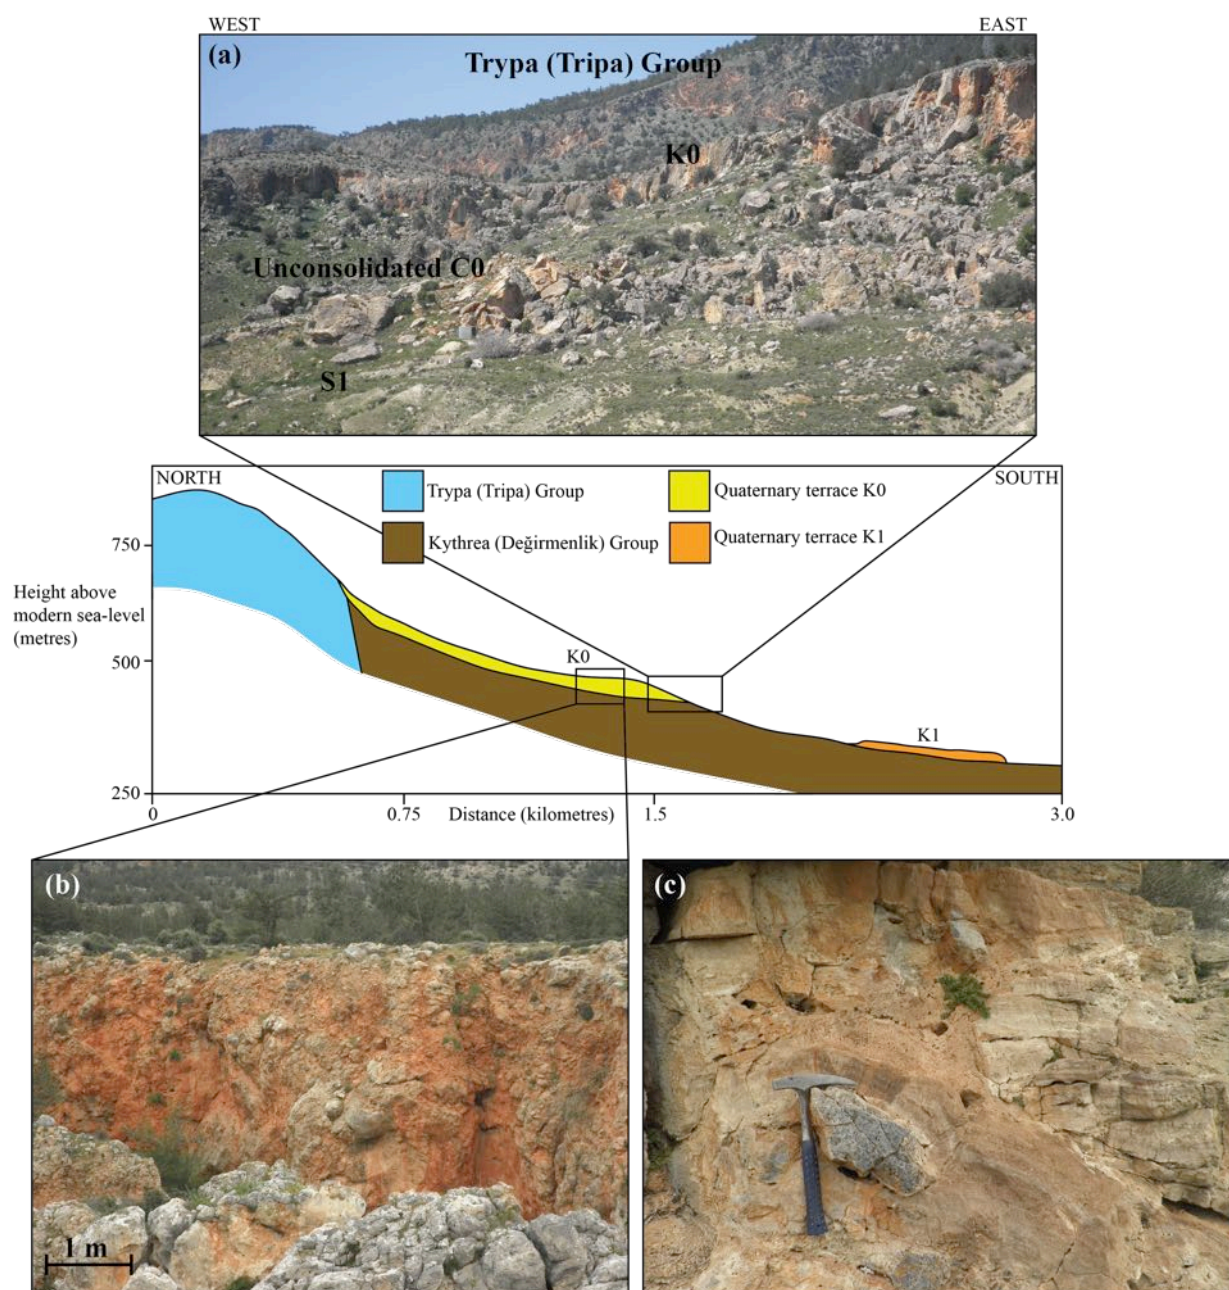 WEST
EAST
(a)
Trypa (Tripa) Group
K0
Unconsolidated C0
S1
NORTH
SOUTH
Trypa (Tripa) Group
Quaternary terrace K0
Kythrea (Değirmenlik) Group
Quaternary terrace K1
750
Height above
modern sea-level
(metres)
500
K0
K1
250
0
0.75
Distance (kilometres)
1.5
3.0
(b)
1 m
(c)